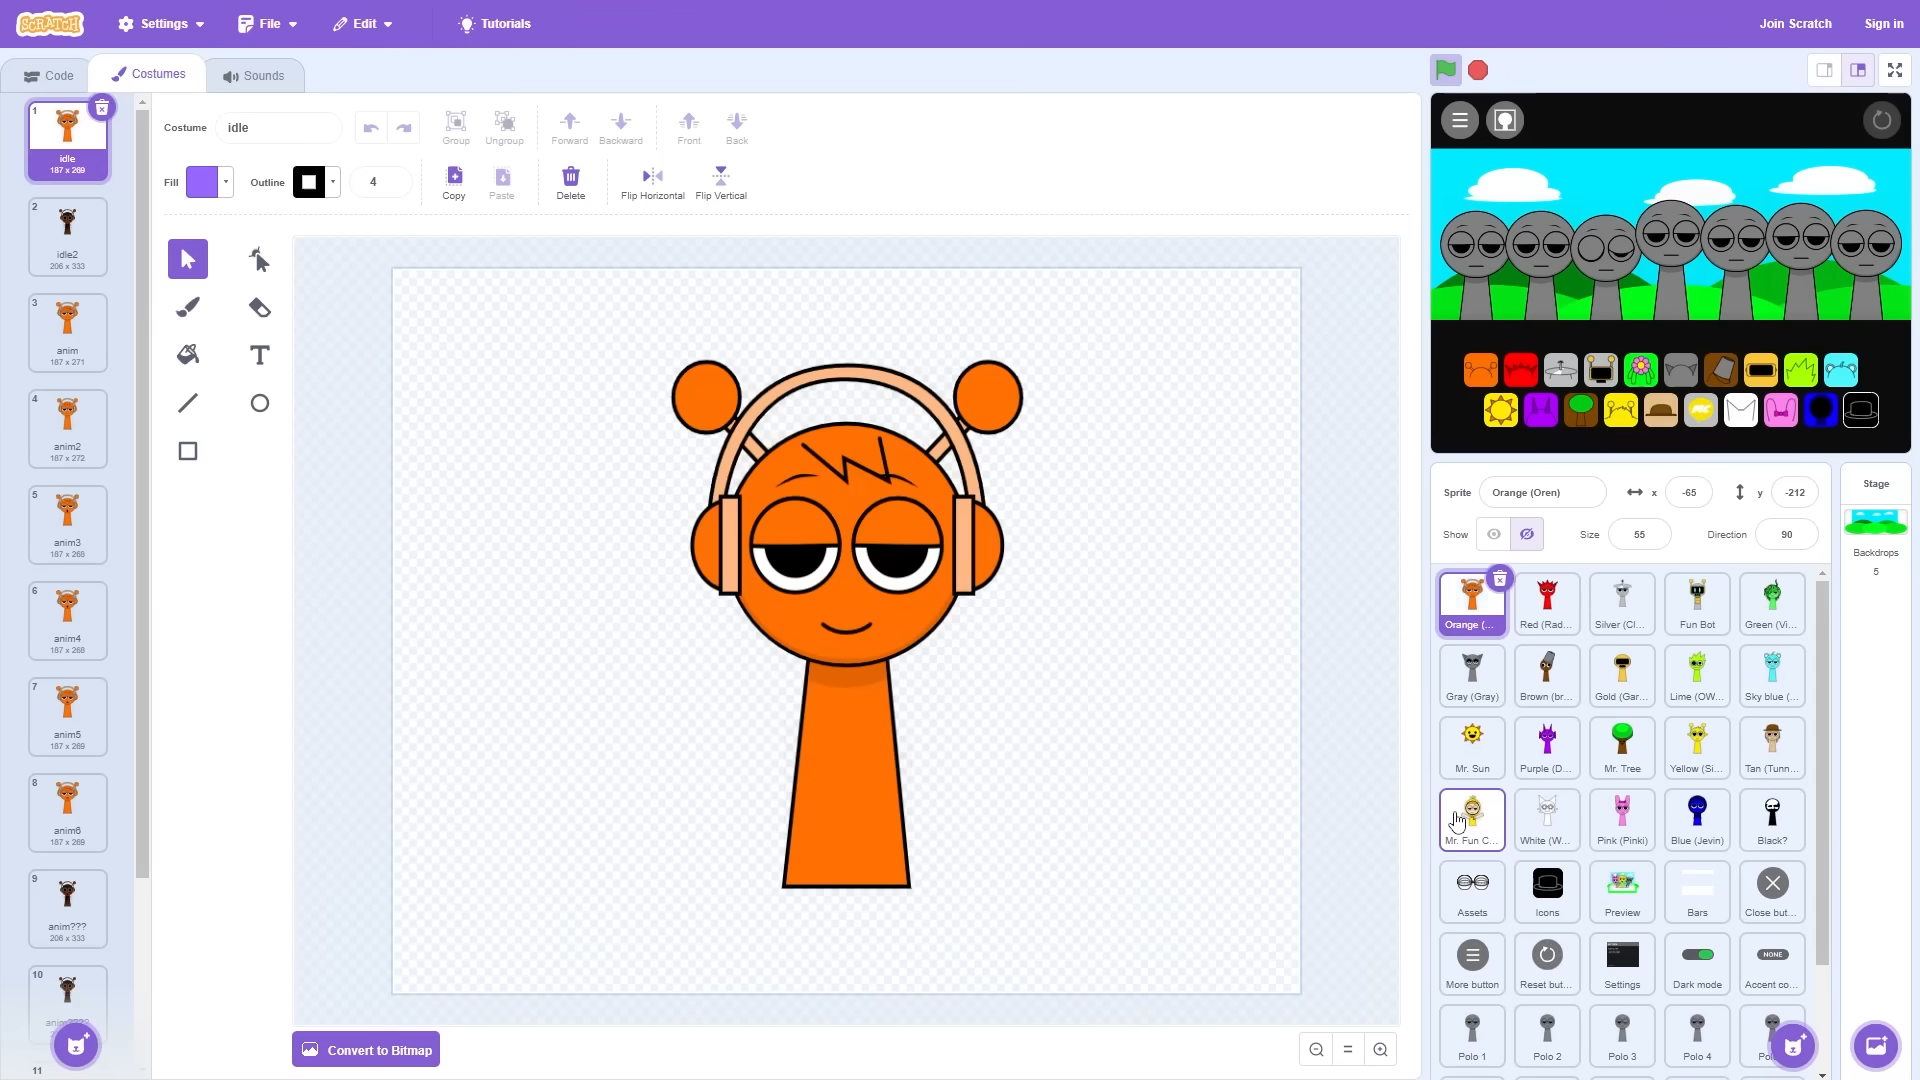 SCRATCH
Settings
File
Edit
Tutorials
Join Scratch
Sign in
Code
Costumes
Sounds
Costume
idle
Group
Ungroup
Forward
Backward
Front
Back
Fill
Outline
4
Copy
Paste
Delete
Flip Horizontal
Flip Vertical
1
idle
187 x 269
2
idle2
206 x 333
3
anim
187 x 271
4
anim2
187 x 272
5
anim3
187 x 268
6
anim4
187 x 268
7
anim5
187 x 269
8
anim6
187 x 269
9
anim???
206 x 333
10
11
Convert to Bitmap
Sprite
Orange (Oren)
x
-65
y
-212
Show
Size
55
Direction
90
Stage
Backdrops
5
Orange (...
Red (Rad...
Silver (Cl...
Fun Bot
Green (Vi...
Gray (Gray)
Brown (br...
Gold (Gar...
Lime (OW...
Sky blue (...
Mr. Sun
Purple (D...
Mr. Tree
Yellow (Si...
Tan (Tunn...
Mr. Fun C...
White (W...
Pink (Pinki)
Blue (Jevin)
Black?
Assets
Icons
Preview
Bars
Close but...
NONE
More button
Reset but...
Settings
Dark mode
Accent co...
Polo 1
Polo 2
Polo 3
Polo 4